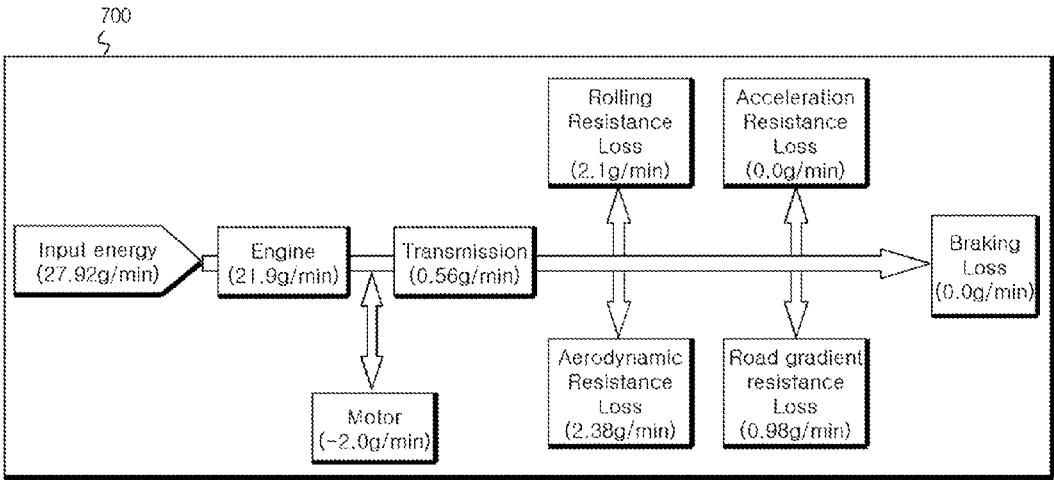 700
Rolling
Resistance
Loss
(2.1g/min)
Acceleration
Resistance
Loss
(0.0g/min)
Input energy
(27.92g/min)
Engine
(21.9g/min)
Transmission
(0.56g/min)
Braking
Loss
(0.0g/min)
Motor
(-2.0g/min)
Aerodynamic
Resistance
Loss
(2.38g/min)
Road gradient
resistance
Loss
(0.98g/min)